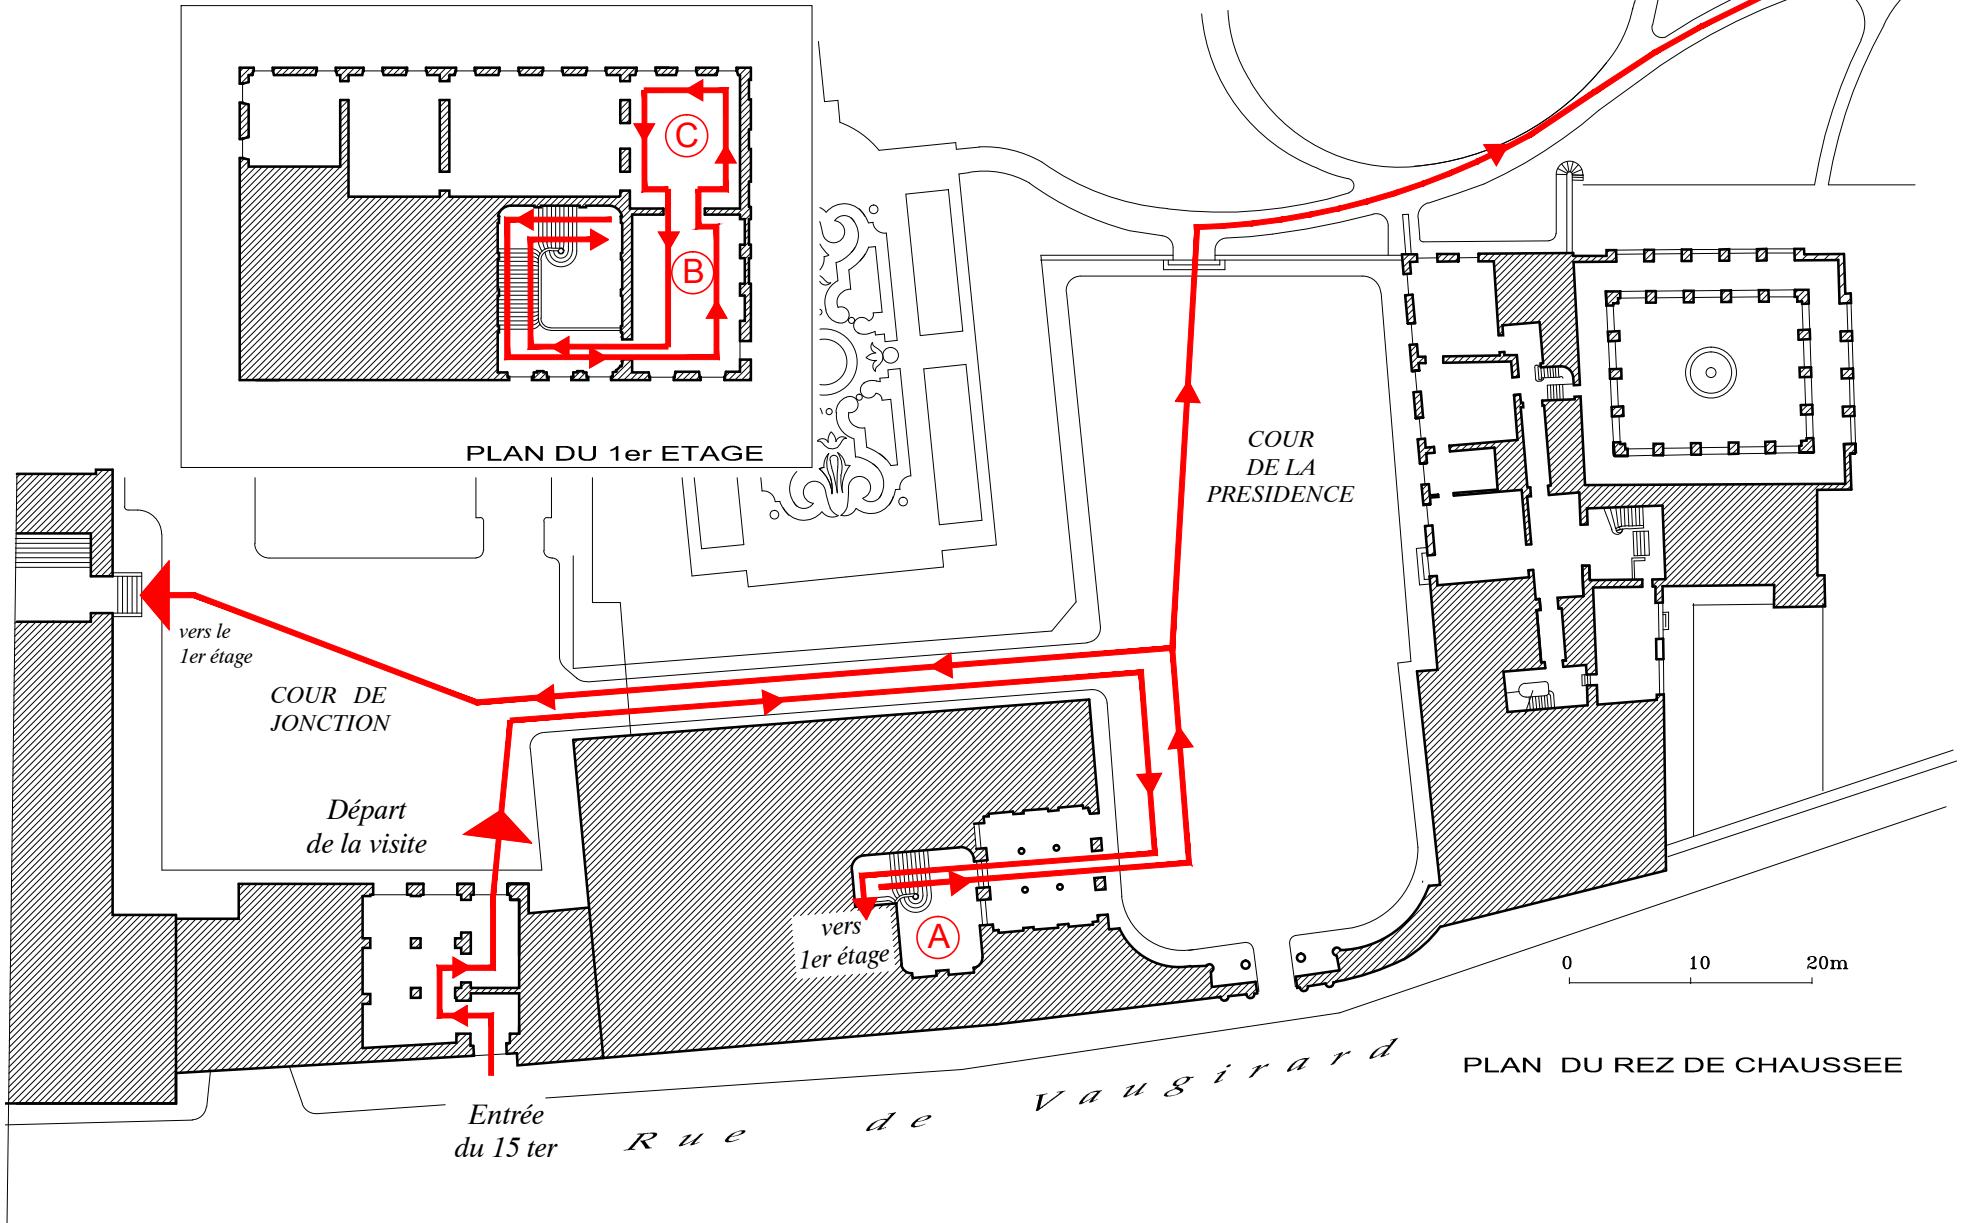 C
B
PLAN DU 1er ETAGE
COUR
DE LA
PRESIDENCE
vers le
1er étage
COUR DE
JONCTION
Départ
de la visite
vers
1er étage
A
0 10 20m
PLAN DU REZ DE CHAUSSEE
Entrée
du 15 ter
Rue de Vaugirard